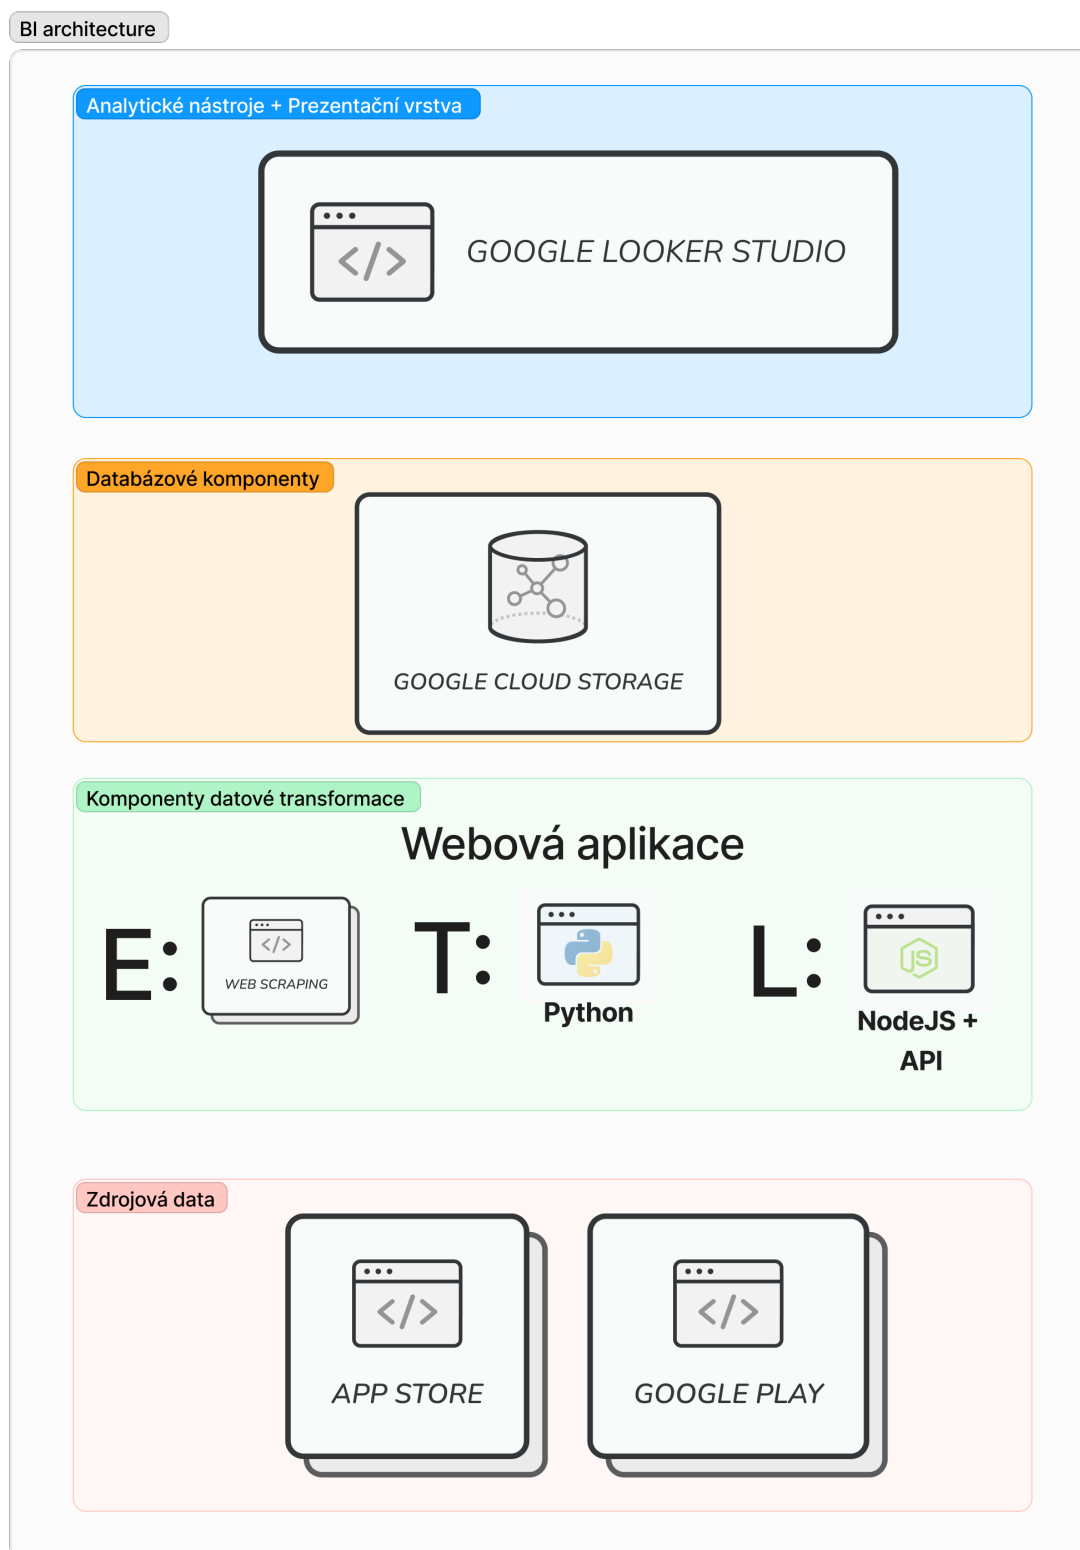 BI architecture
Analytické nástroje + Prezentační vrstva
GOOGLE LOOKER STUDIO
Databázové komponenty
GOOGLE CLOUD STORAGE
Komponenty datové transformace
Webová aplikace
E:
WEB SCRAPING
T:
Python
L:
JS
NodeJS +
API
Zdrojová data
APP STORE
GOOGLE PLAY